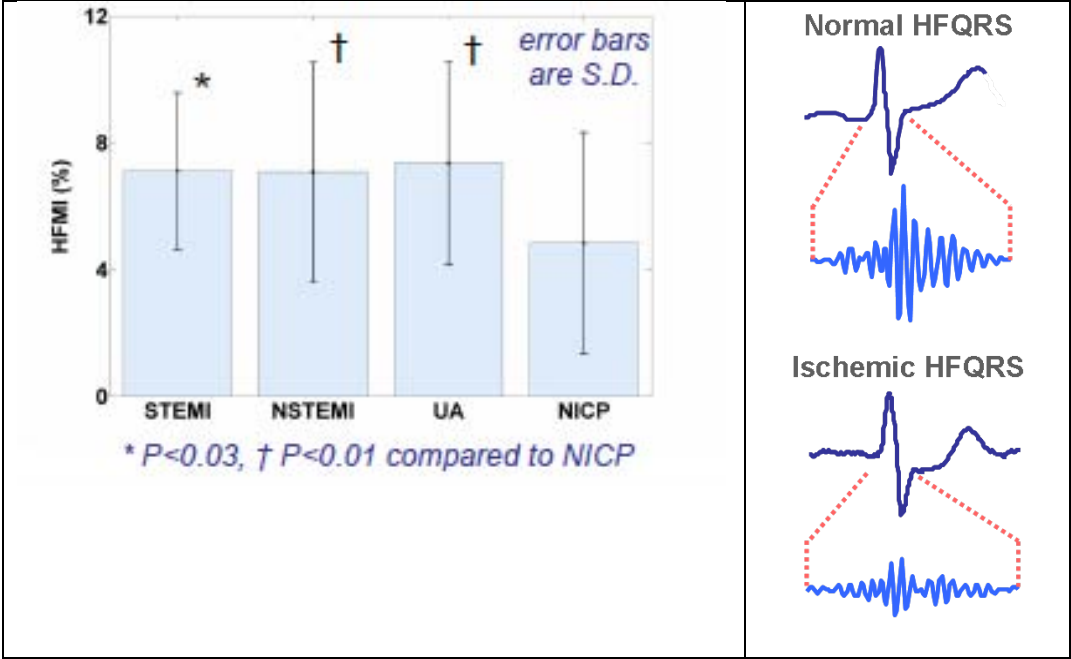 12
8
4
0
HFMI (%)
*
†
†
error bars
are S.D.
STEMI
NSTEMI
UA
NICP
* P<0.03, † P<0.01 compared to NICP
Normal HFQRS
Ischemic HFQRS